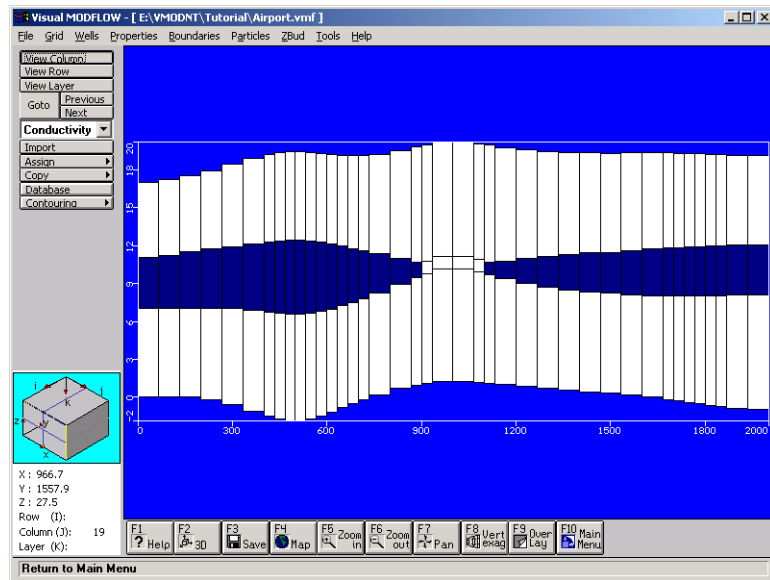 Visual MODFLOW - [ E:\VMODNT\Tutorial\Airport.vmf ]
File Grid Wells Properties Boundaries Particles ZBud Tools Help
View Column
View Row
View Layer
Goto Previous
Next
Conductivity
Import
Assign
Copy
Database
Contouring
20
18
15
12
9
6
3
0
-2
0 300 600 900 1200 1500 1800 2000
i j
k
z y
x
X : 966.7
Y : 1557.9
Z : 27.5
Row (I):
Column (J): 19
Layer (K):
F1 ? Help
F2 3D
F3 Save
F4 Map
F5 Zoom in
F6 Zoom out
F7 Pan
F8 Vert exag
F9 Over Lay
F10 Main Menu
Return to Main Menu